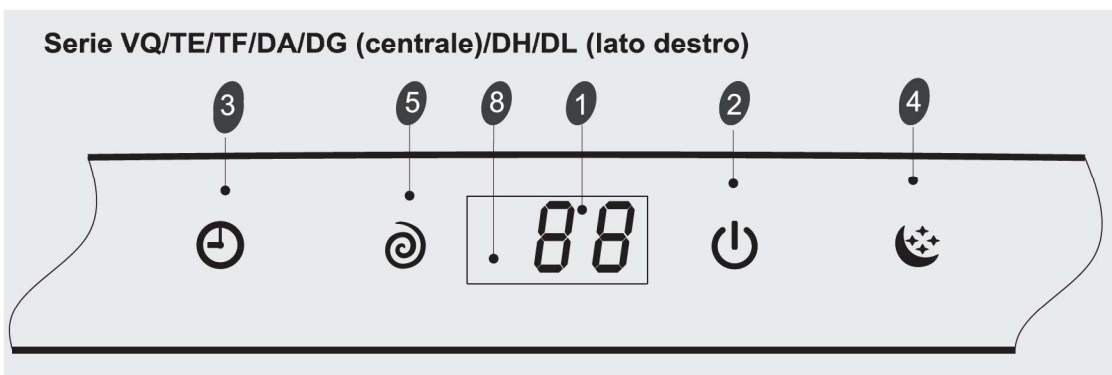 Serie VQ/TE/TF/DA/DG (centrale)/DH/DL (lato destro)
3 5 8 1 2 4
88